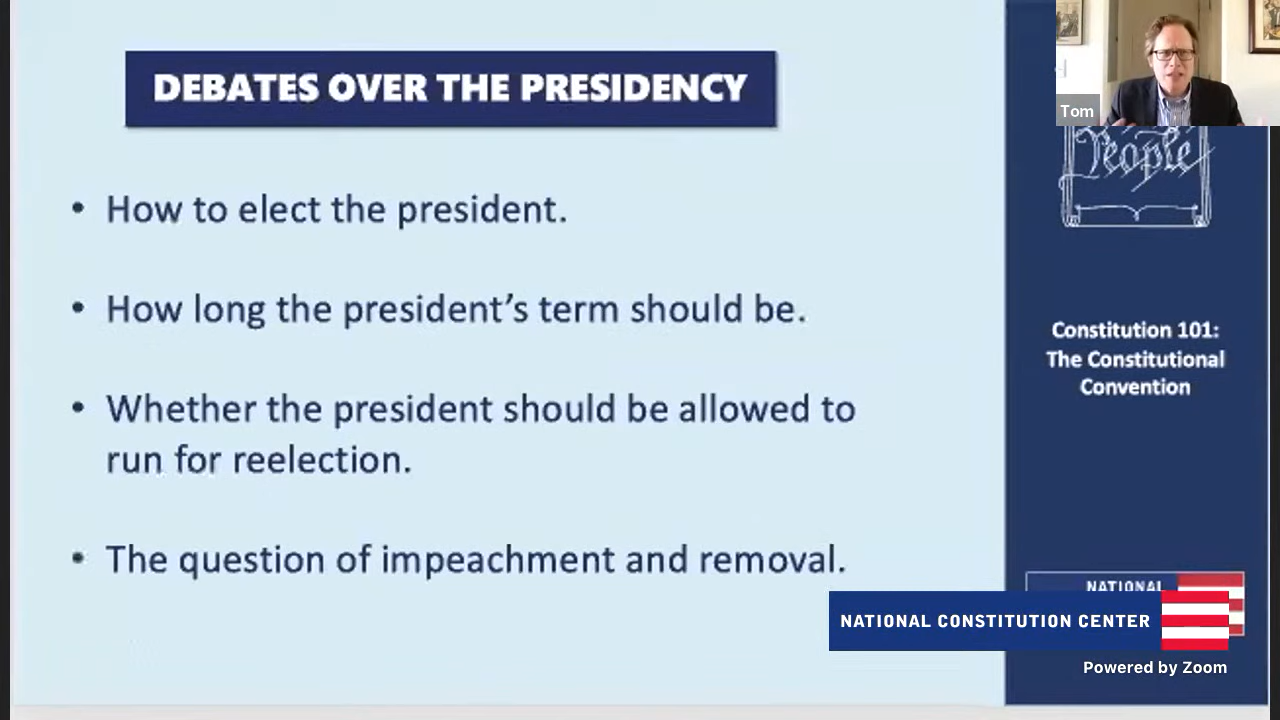 DEBATES OVER THE PRESIDENCY
• How to elect the president.
• How long the president's term should be.
• Whether the president should be allowed to
run for reelection.
• The question of impeachment and removal.
Tom
People
Constitution 101:
The Constitutional
Convention
NATIONAL
NATIONAL CONSTITUTION CENTER
Powered by Zoom